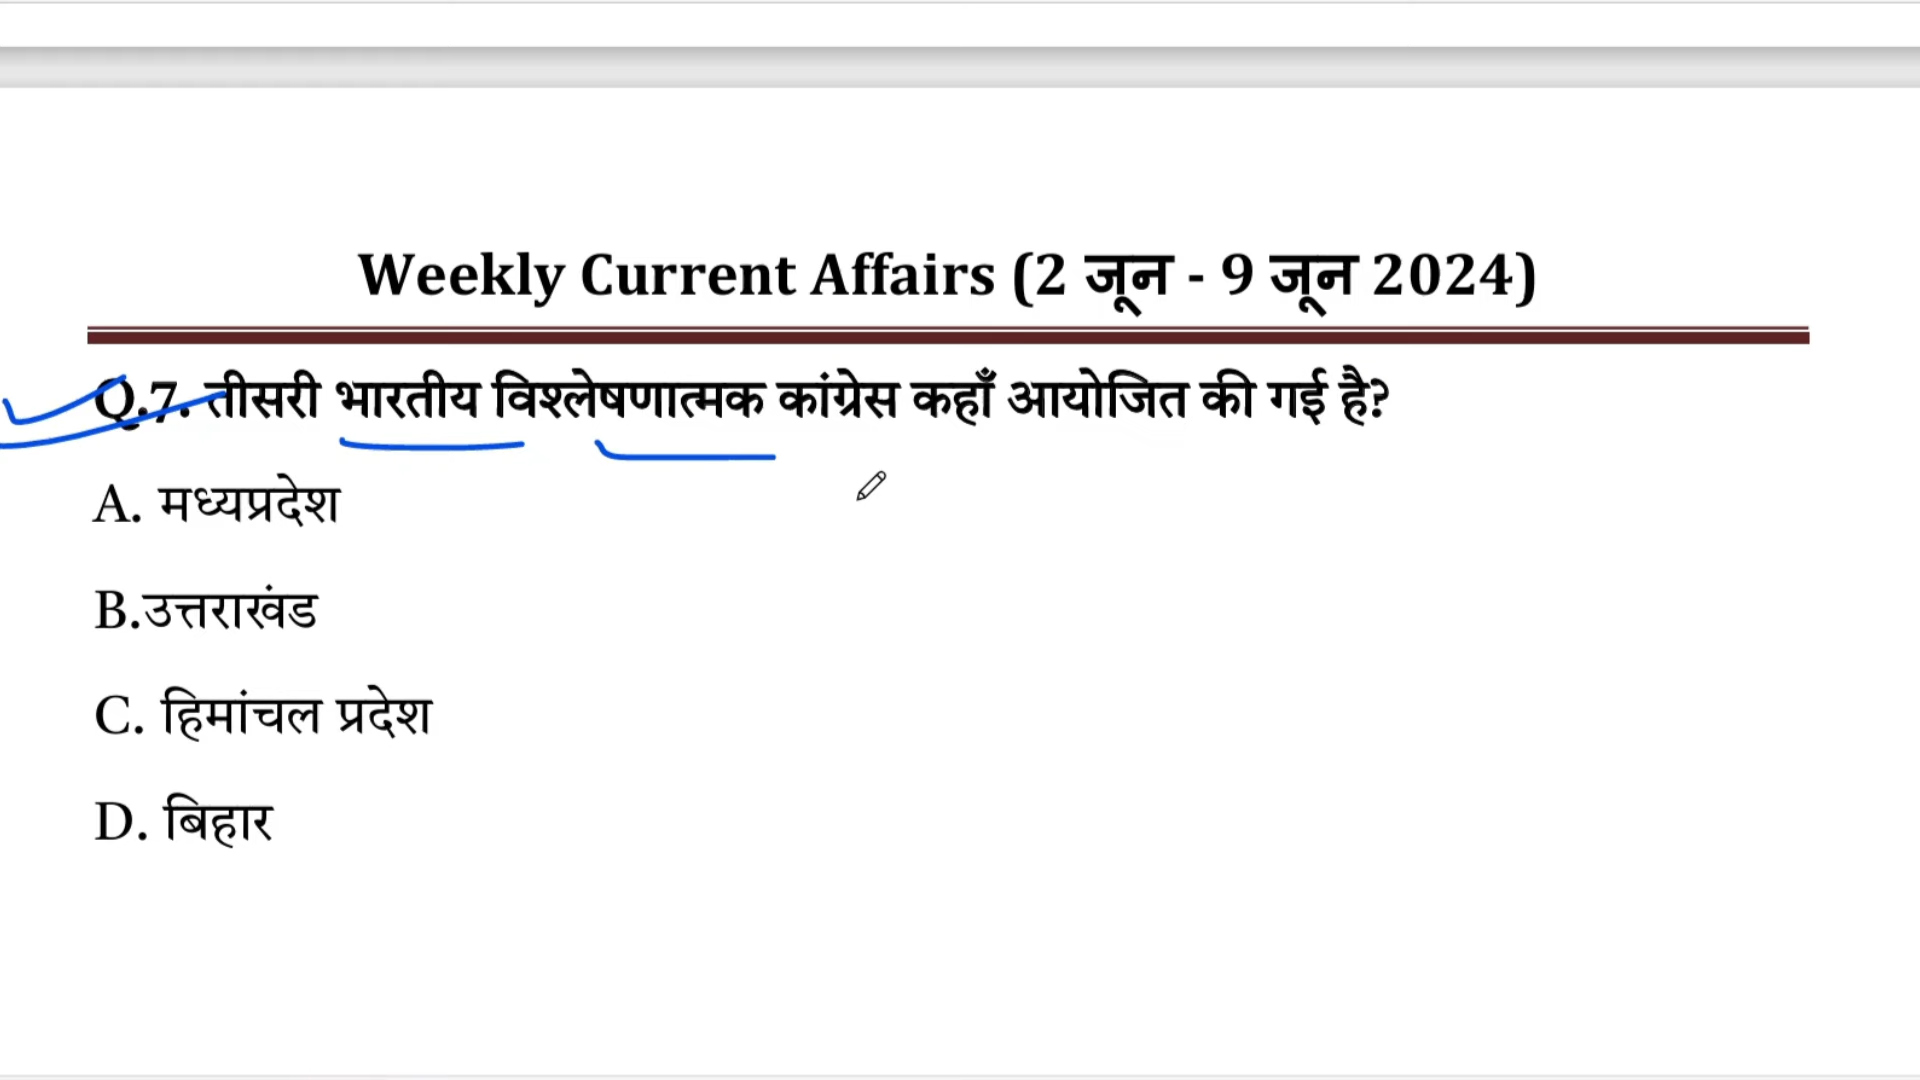 Weekly Current Affairs (2 जून - 9 जून 2024)
Q.7. तीसरी भारतीय विश्लेषणात्मक कांग्रेस कहाँ आयोजित की गई है?
A. मध्यप्रदेश
B.उत्तराखंड
C. हिमांचल प्रदेश
D. बिहार